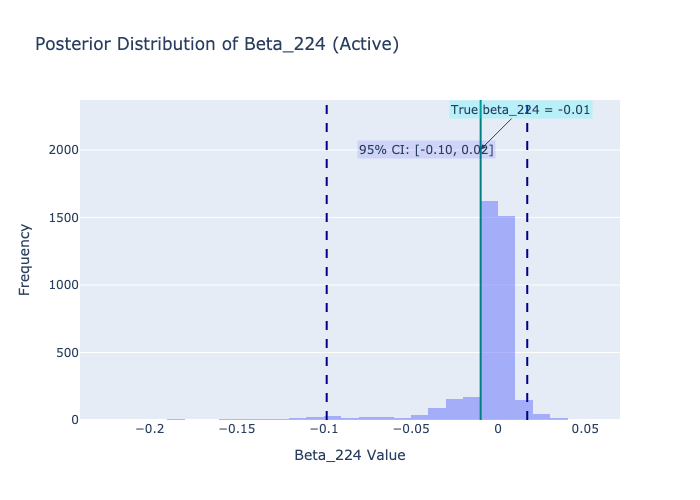 Posterior Distribution of Beta_224 (Active)
True beta_224 = -0.01
95% CI: [-0.10, 0.02]
2000
1500
1000
500
0
Frequency
−0.2
−0.15
−0.1
−0.05
0
0.05
Beta_224 Value